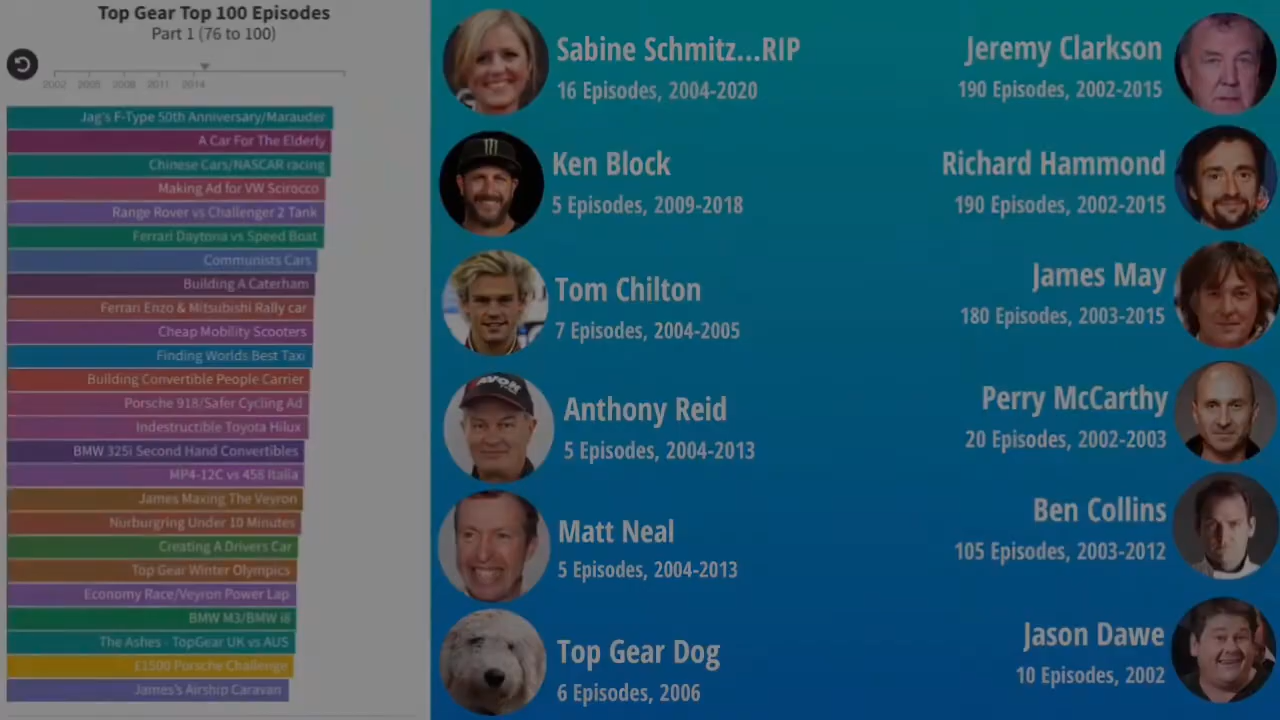 Top Gear Top 100 Episodes
Part 1 (76 to 100)
2002 2005 2008 2011 2014
Jag's F-Type 50th Anniversary/Marauder
A Car For The Elderly
Chinese Cars/NASCAR racing
Making Ad for VW Scirocco
Range Rover vs Challenger 2 Tank
Ferrari Daytona vs Speed Boat
Communists Cars
Building A Caterham
Ferrari Enzo & Mitsubishi Rally car
Cheap Mobility Scooters
Finding Worlds Best Taxi
Building Convertible People Carrier
Porsche 918/Safer Cycling Ad
Indestructible Toyota Hilux
BMW 325i Second Hand Convertibles
MP4-12C vs 458 Italia
James Maxing The Veyron
Nurburgring Under 10 Minutes
Creating A Drivers Car
Top Gear Winter Olympics
Economy Race/Veyron Power Lap
BMW M3/BMW i8
The Ashes - TopGear UK vs AUS
£1500 Porsche Challenge
James's Airship Caravan
Sabine Schmitz...RIP
16 Episodes, 2004-2020
Ken Block
5 Episodes, 2009-2018
Tom Chilton
7 Episodes, 2004-2005
Anthony Reid
5 Episodes, 2004-2013
Matt Neal
5 Episodes, 2004-2013
Top Gear Dog
6 Episodes, 2006
Jeremy Clarkson
190 Episodes, 2002-2015
Richard Hammond
190 Episodes, 2002-2015
James May
180 Episodes, 2003-2015
Perry McCarthy
20 Episodes, 2002-2003
Ben Collins
105 Episodes, 2003-2012
Jason Dawe
10 Episodes, 2002